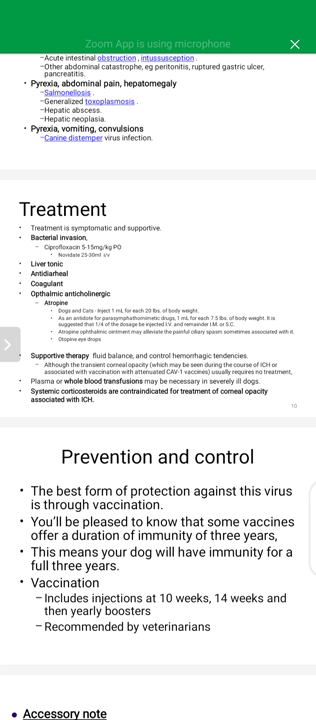 Zoom App is using microphone
–Acute intestinal obstruction , intussusception .
–Other abdominal catastrophe, eg peritonitis, ruptured gastric ulcer,
pancreatitis.
• Pyrexia, abdominal pain, hepatomegaly
–Salmonellosis .
–Generalized toxoplasmosis .
–Hepatic abscess.
–Hepatic neoplasia.
• Pyrexia, vomiting, convulsions
–Canine distemper virus infection.
Treatment
• Treatment is symptomatic and supportive.
• Bacterial invasion,
– Ciprofloxacin 5-15mg/kg PO
• Novidate 25-30ml i/v
• Liver tonic
• Antidiarheal
• Coagulant
• Opthalmic anticholinergic
– Atropine
• Dogs and Cats - Inject 1 mL for each 20 lbs. of body weight.
• As an antidote for parasympathomimetic drugs, 1 mL for each 7.5 lbs. of body weight. It is
suggested that 1/4 of the dosage be injected I.V. and remainder I.M. or S.C.
• Atropine ophthalmic ointment may alleviate the painful ciliary spasm sometimes associated with it.
• Otopine eye drops
• Supportive therapy fluid balance, and control hemorrhagic tendencies.
– Although the transient corneal opacity (which may be seen during the course of ICH or
associated with vaccination with attenuated CAV-1 vaccines) usually requires no treatment,
• Plasma or whole blood transfusions may be necessary in severely ill dogs.
• Systemic corticosteroids are contraindicated for treatment of corneal opacity
associated with ICH.
10
Prevention and control
• The best form of protection against this virus
is through vaccination.
• You’ll be pleased to know that some vaccines
offer a duration of immunity of three years,
• This means your dog will have immunity for a
full three years.
• Vaccination
– Includes injections at 10 weeks, 14 weeks and
then yearly boosters
– Recommended by veterinarians
• Accessory note